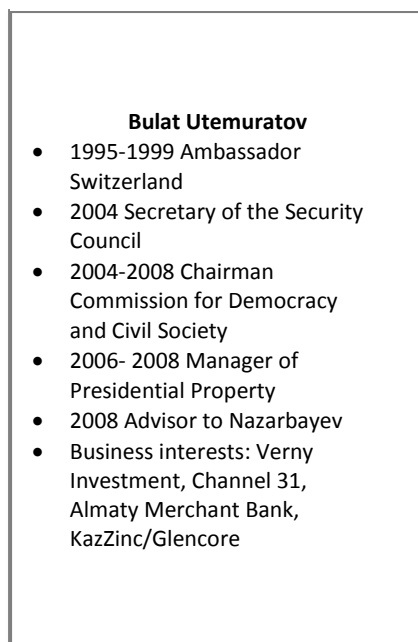 Bulat Utemuratov
• 1995-1999 Ambassador
Switzerland
• 2004 Secretary of the Security
Council
• 2004-2008 Chairman
Commission for Democracy
and Civil Society
• 2006- 2008 Manager of
Presidential Property
• 2008 Advisor to Nazarbayev
• Business interests: Verny
Investment, Channel 31,
Almaty Merchant Bank,
KazZinc/Glencore